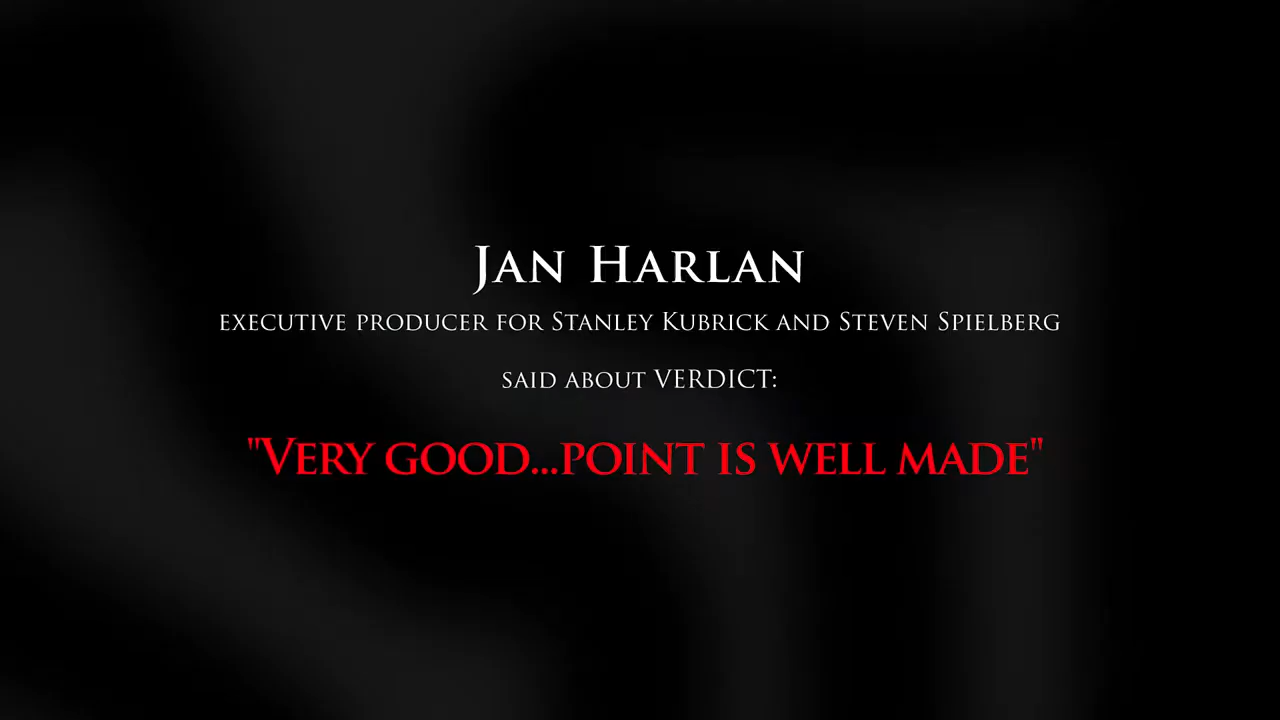 Jan Harlan
executive producer for Stanley Kubrick and Steven Spielberg
said about VERDICT:
"Very good...point is well made"